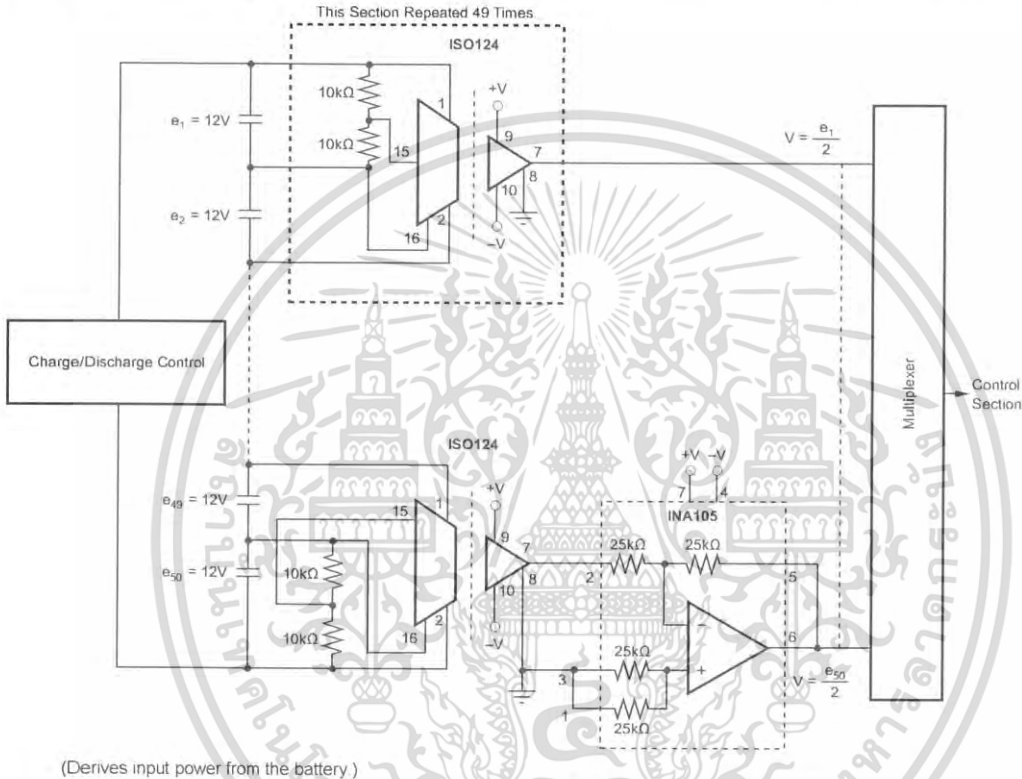 This Section Repeated 49 Times.
ISO124
+V
10kΩ
1
e1 = 12V
9
V = e1/2
10kΩ
15
7
8
10
e2 = 12V
2
–V
16
Charge/Discharge Control
Multiplexer
Control
Section
ISO124
+V –V
7 4
e49 = 12V
1
+V
INA105
15
9
7
25kΩ
25kΩ
e50 = 12V
10kΩ
8
2
5
10
2
–
10kΩ
16
–V
6
25kΩ
+
3
V = e50/2
1
25kΩ
(Derives input power from the battery.)